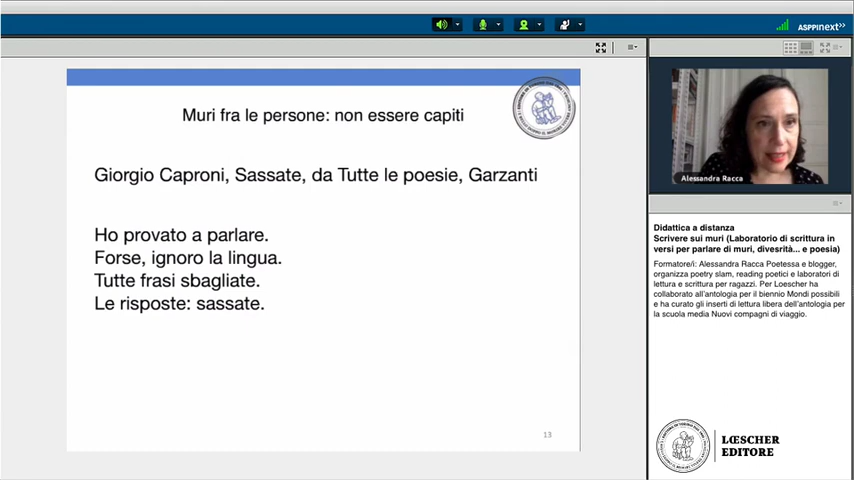 ASPPInext»
Muri fra le persone: non essere capiti
Giorgio Caproni, Sassate, da Tutte le poesie, Garzanti
Ho provato a parlare.
Forse, ignoro la lingua.
Tutte frasi sbagliate.
Le risposte: sassate.
13
Alessandra Racca
Didattica a distanza
Scrivere sui muri (Laboratorio di scrittura in
versi per parlare di muri, divesrità... e poesia)
Formatore/i: Alessandra Racca Poetessa e blogger,
organizza poetry slam, reading poetici e laboratori di
lettura e scrittura per ragazzi. Per Loescher ha
collaborato all'antologia per il biennio Mondi possibili
e ha curato gli inserti di lettura libera dell'antologia per
la scuola media Nuovi compagni di viaggio.
LŒSCHER
EDITORE